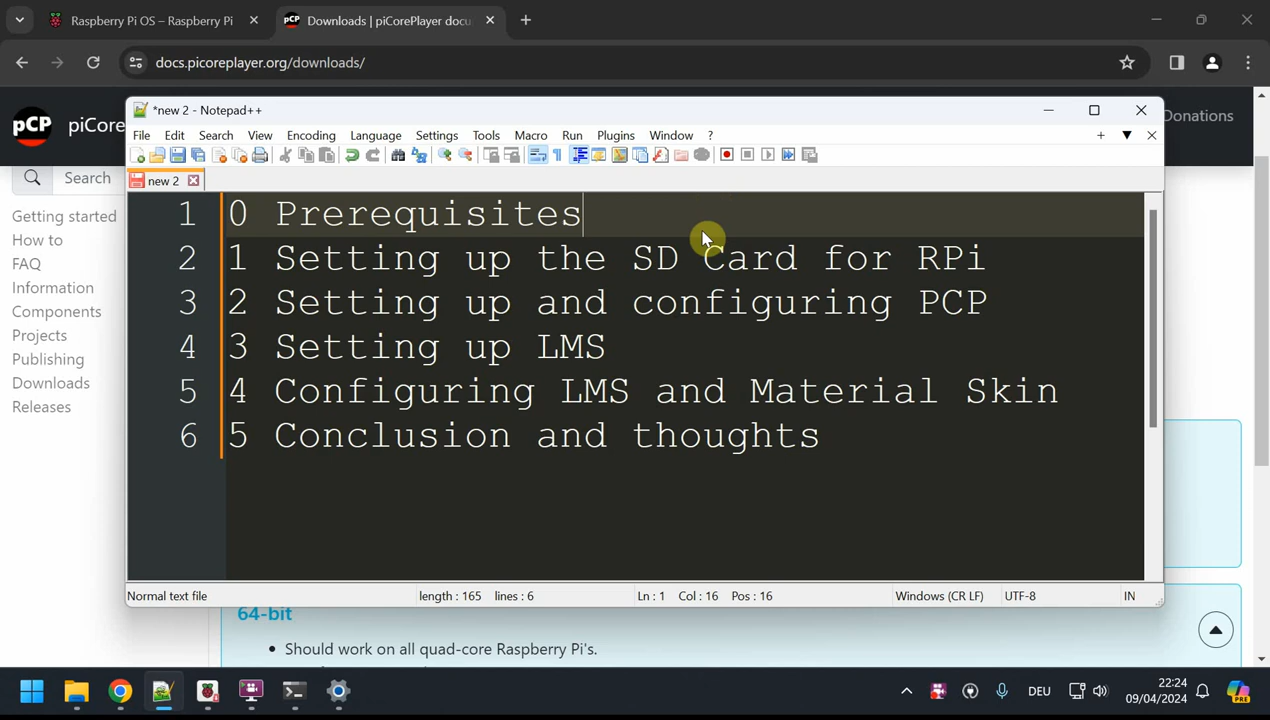 Raspberry Pi OS – Raspberry Pi
pCP Downloads | piCorePlayer docu
docs.picoreplayer.org/downloads/
pCP piCore
Donations
*new 2 - Notepad++
File Edit Search View Encoding Language Settings Tools Macro Run Plugins Window ?
new 2
Search
Getting started
How to
FAQ
Information
Components
Projects
Publishing
Downloads
Releases
1 0 Prerequisites
2 1 Setting up the SD Card for RPi
3 2 Setting up and configuring PCP
4 3 Setting up LMS
5 4 Configuring LMS and Material Skin
6 5 Conclusion and thoughts
Normal text file length : 165 lines : 6 Ln : 1 Col : 16 Pos : 16 Windows (CR LF) UTF-8 IN
64-bit
Should work on all quad-core Raspberry Pi's.
DEU
22:24
09/04/2024
PRE